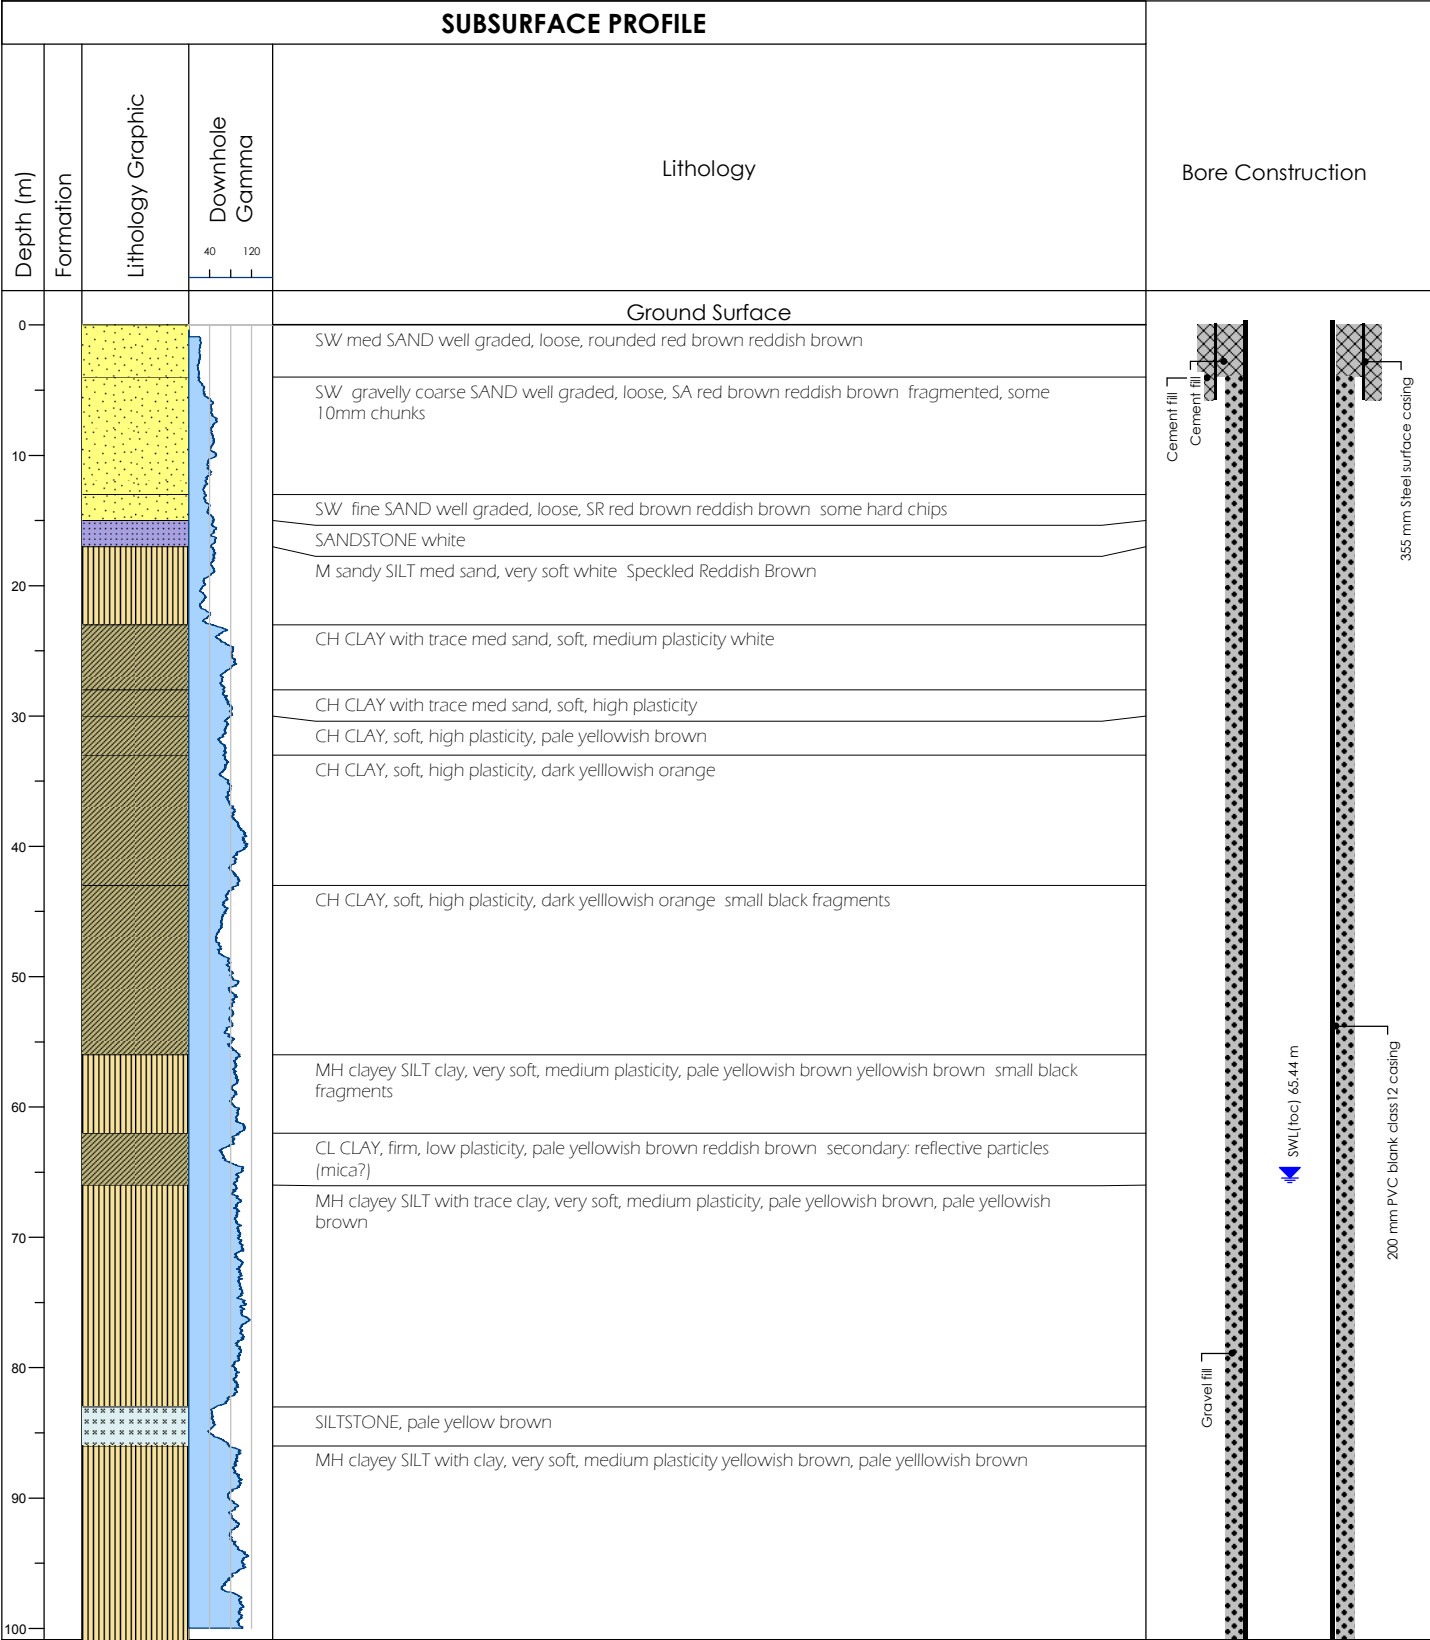 SUBSURFACE PROFILE
Depth (m)
Formation
Lithology Graphic
Downhole
Gamma
40 120
Lithology
Bore Construction
Ground Surface
0
SW med SAND well graded, loose, rounded red brown reddish brown
SW gravelly coarse SAND well graded, loose, SA red brown reddish brown fragmented, some
10mm chunks
Cement fill
Cement fill
355 mm Steel surface casing
10
SW fine SAND well graded, loose, SR red brown reddish brown some hard chips
SANDSTONE white
M sandy SILT med sand, very soft white Speckled Reddish Brown
20
CH CLAY with trace med sand, soft, medium plasticity white
CH CLAY with trace med sand, soft, high plasticity
30
CH CLAY, soft, high plasticity, pale yellowish brown
CH CLAY, soft, high plasticity, dark yelllowish orange
40
CH CLAY, soft, high plasticity, dark yelllowish orange small black fragments
50
MH clayey SILT clay, very soft, medium plasticity, pale yellowish brown yellowish brown small black
fragments
60
SWL(toc) 65.44 m
200 mm PVC blank class12 casing
CL CLAY, firm, low plasticity, pale yellowish brown reddish brown secondary: reflective particles
(mica?)
MH clayey SILT with trace clay, very soft, medium plasticity, pale yellowish brown, pale yellowish
brown
70
80
Gravel fill
SILTSTONE, pale yellow brown
MH clayey SILT with clay, very soft, medium plasticity yellowish brown, pale yelllowish brown
90
100